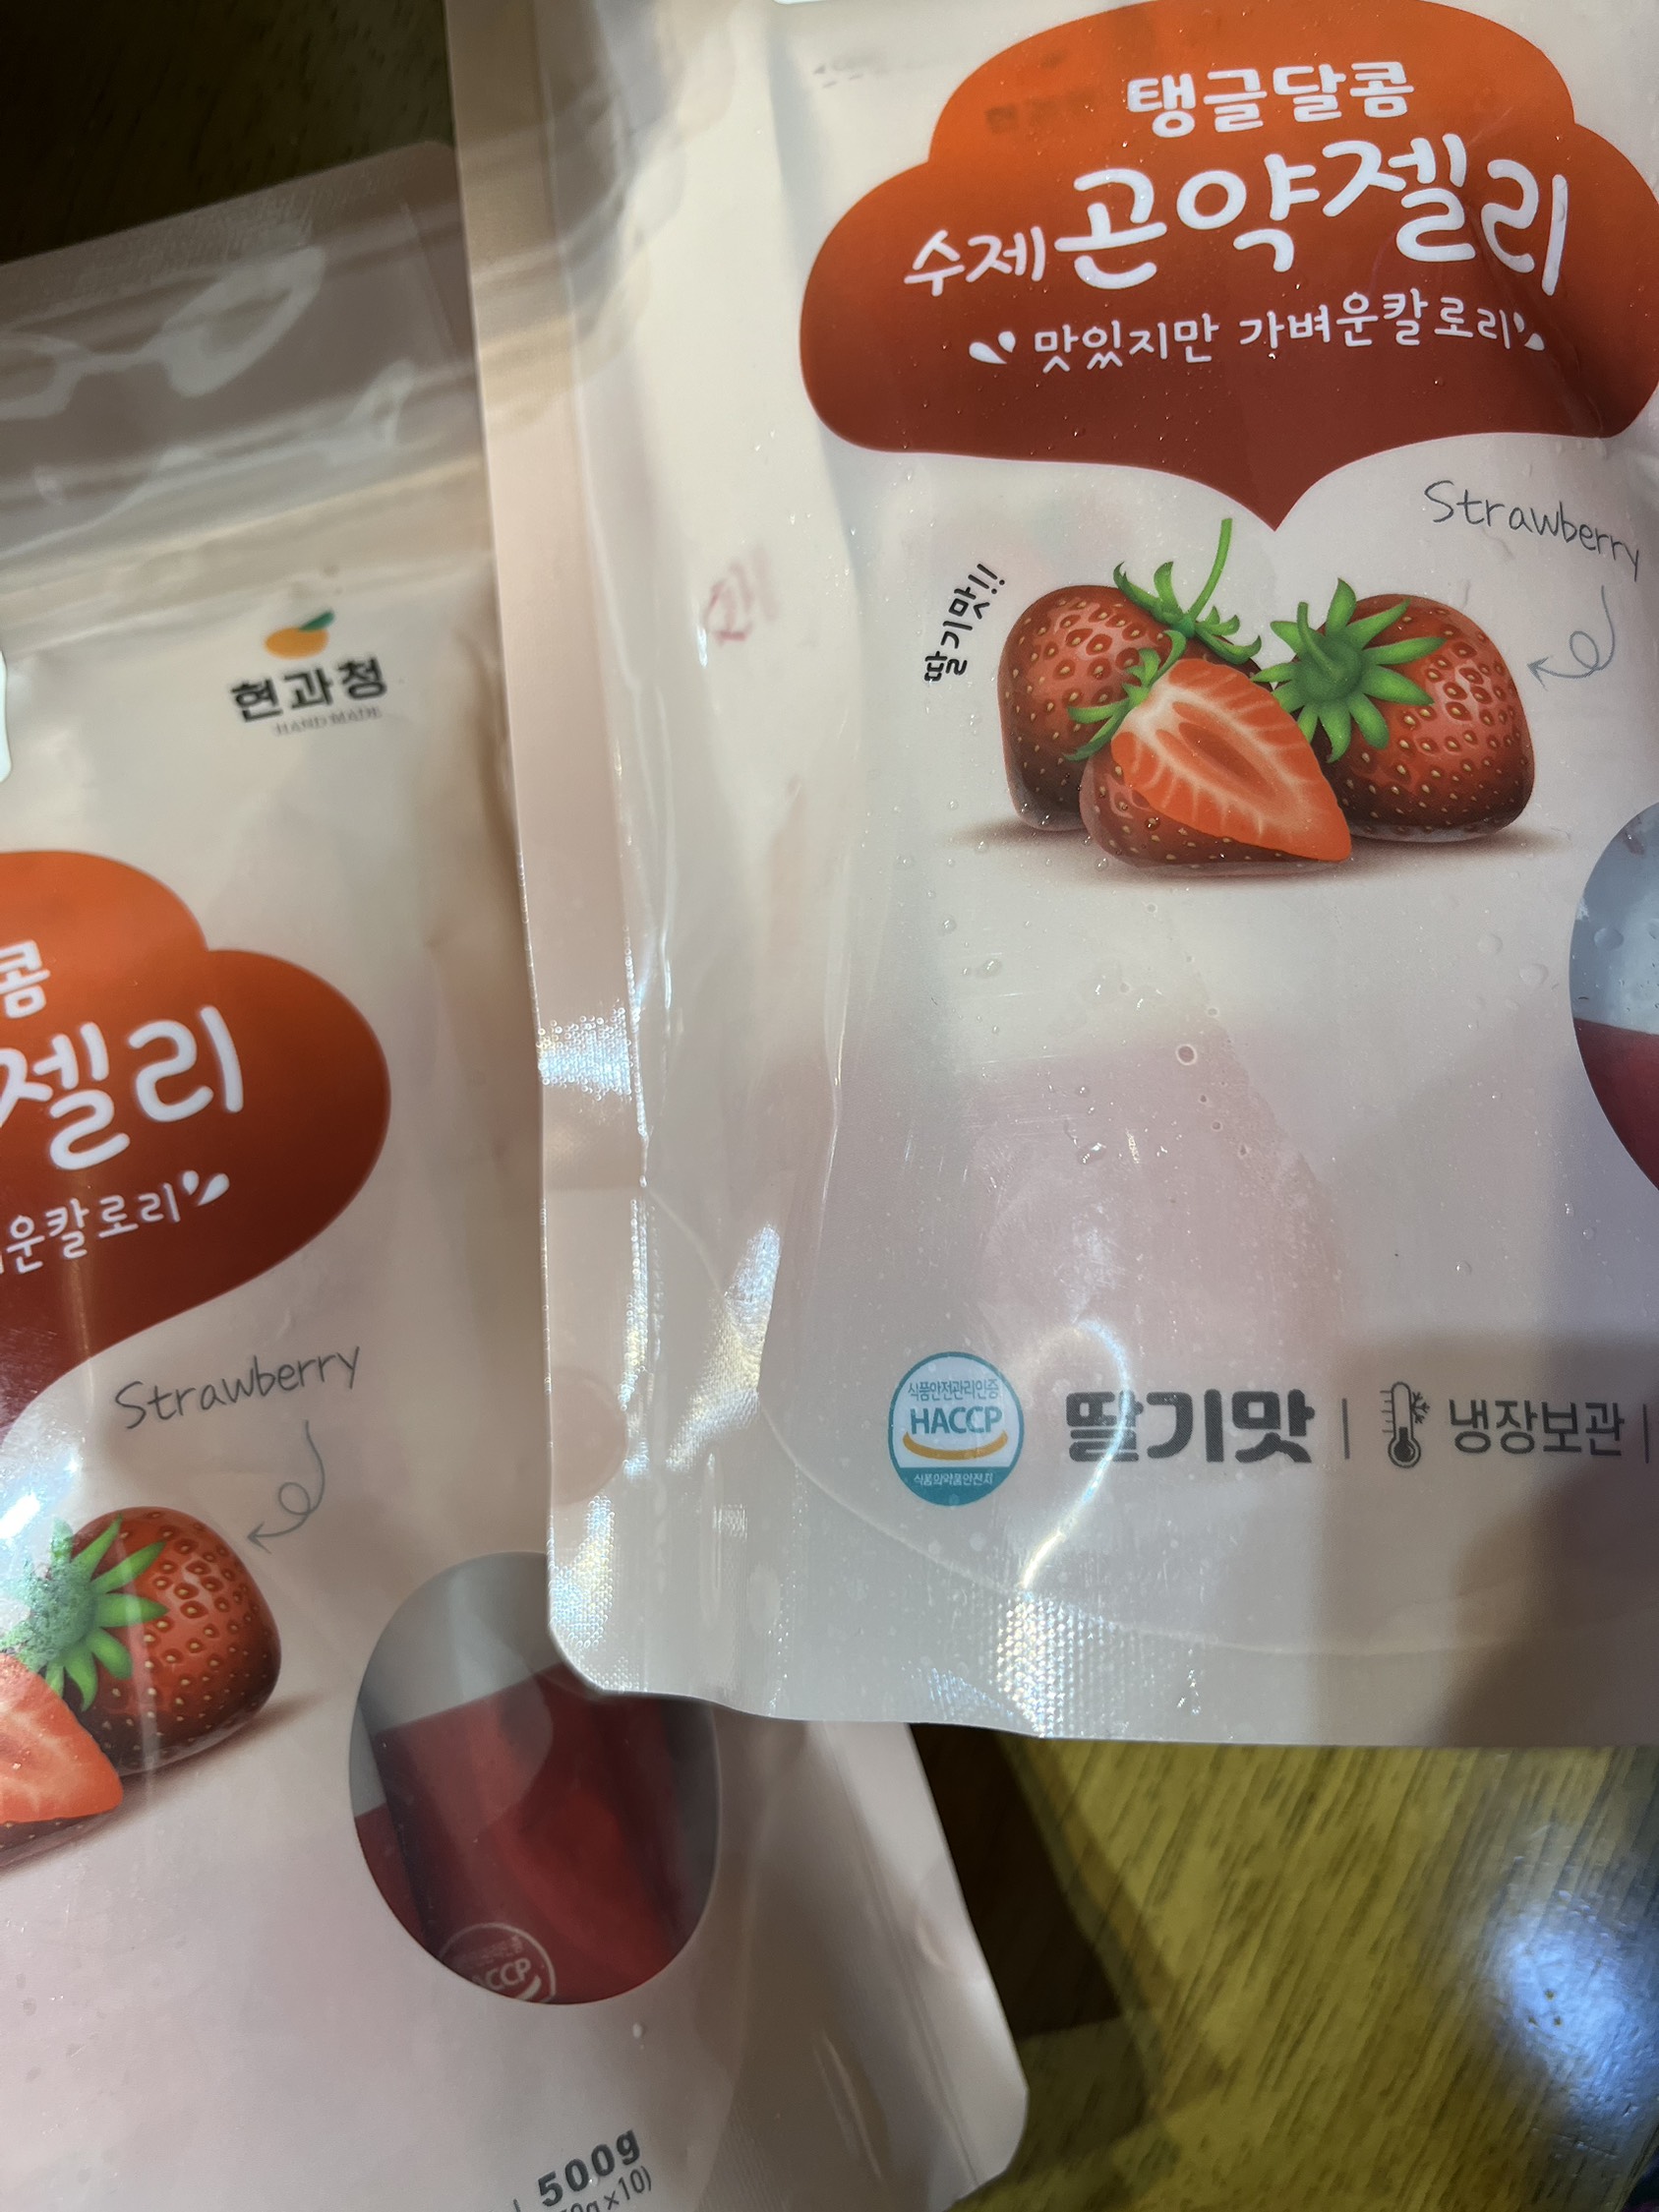 탱글달콤
수제 곤약젤리
맛있지만 가벼운칼로리
Strawberry
딸기맛!!
식품안전관리인증
HACCP
식품의약품안전처
딸기맛 | 냉장보관 |
현과청
HAND MADE
콤
젤리
운칼로리
Strawberry
500g